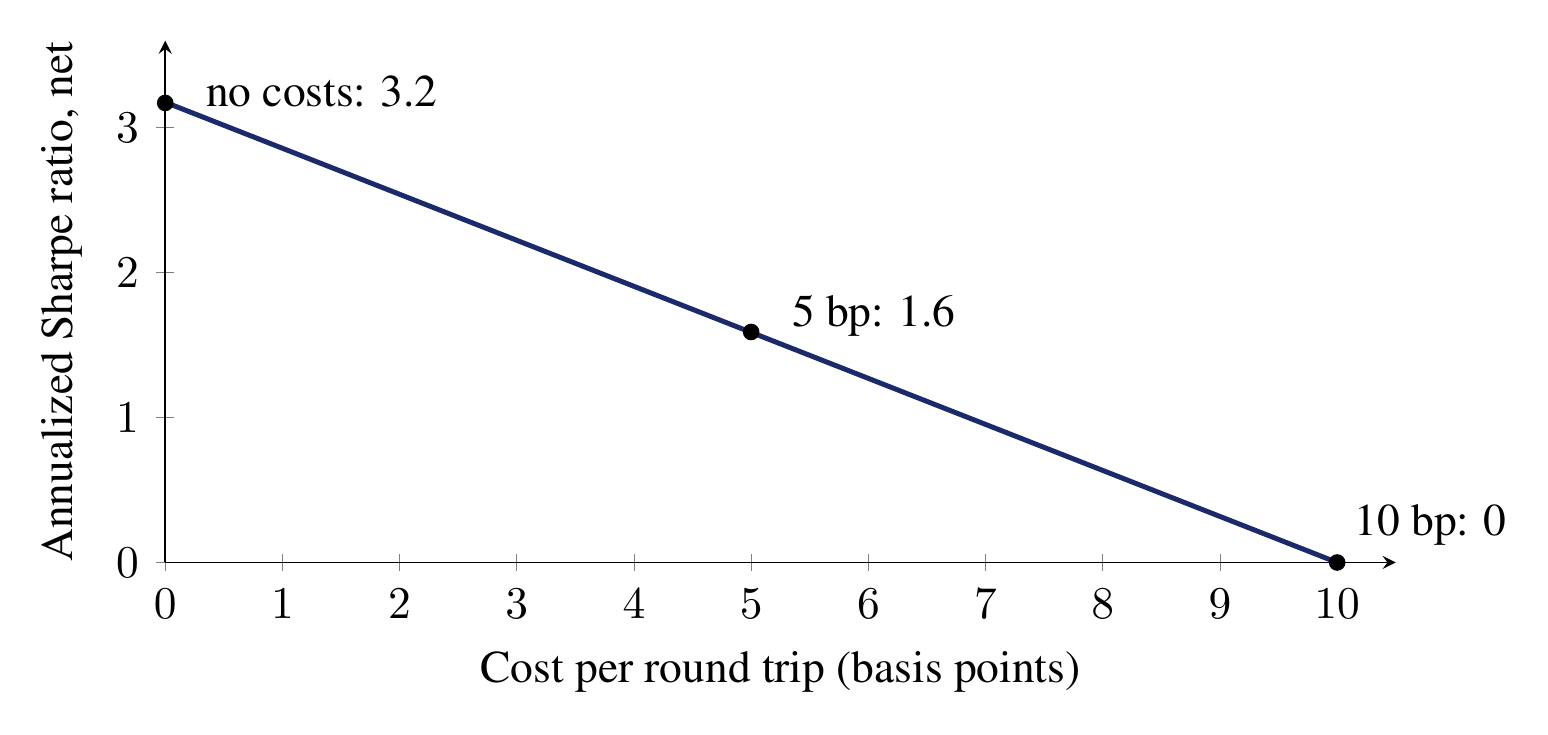 Annualized Sharpe ratio, net
no costs: 3.2
3
2
5 bp: 1.6
1
10 bp: 0
0
0 1 2 3 4 5 6 7 8 9 10
Cost per round trip (basis points)